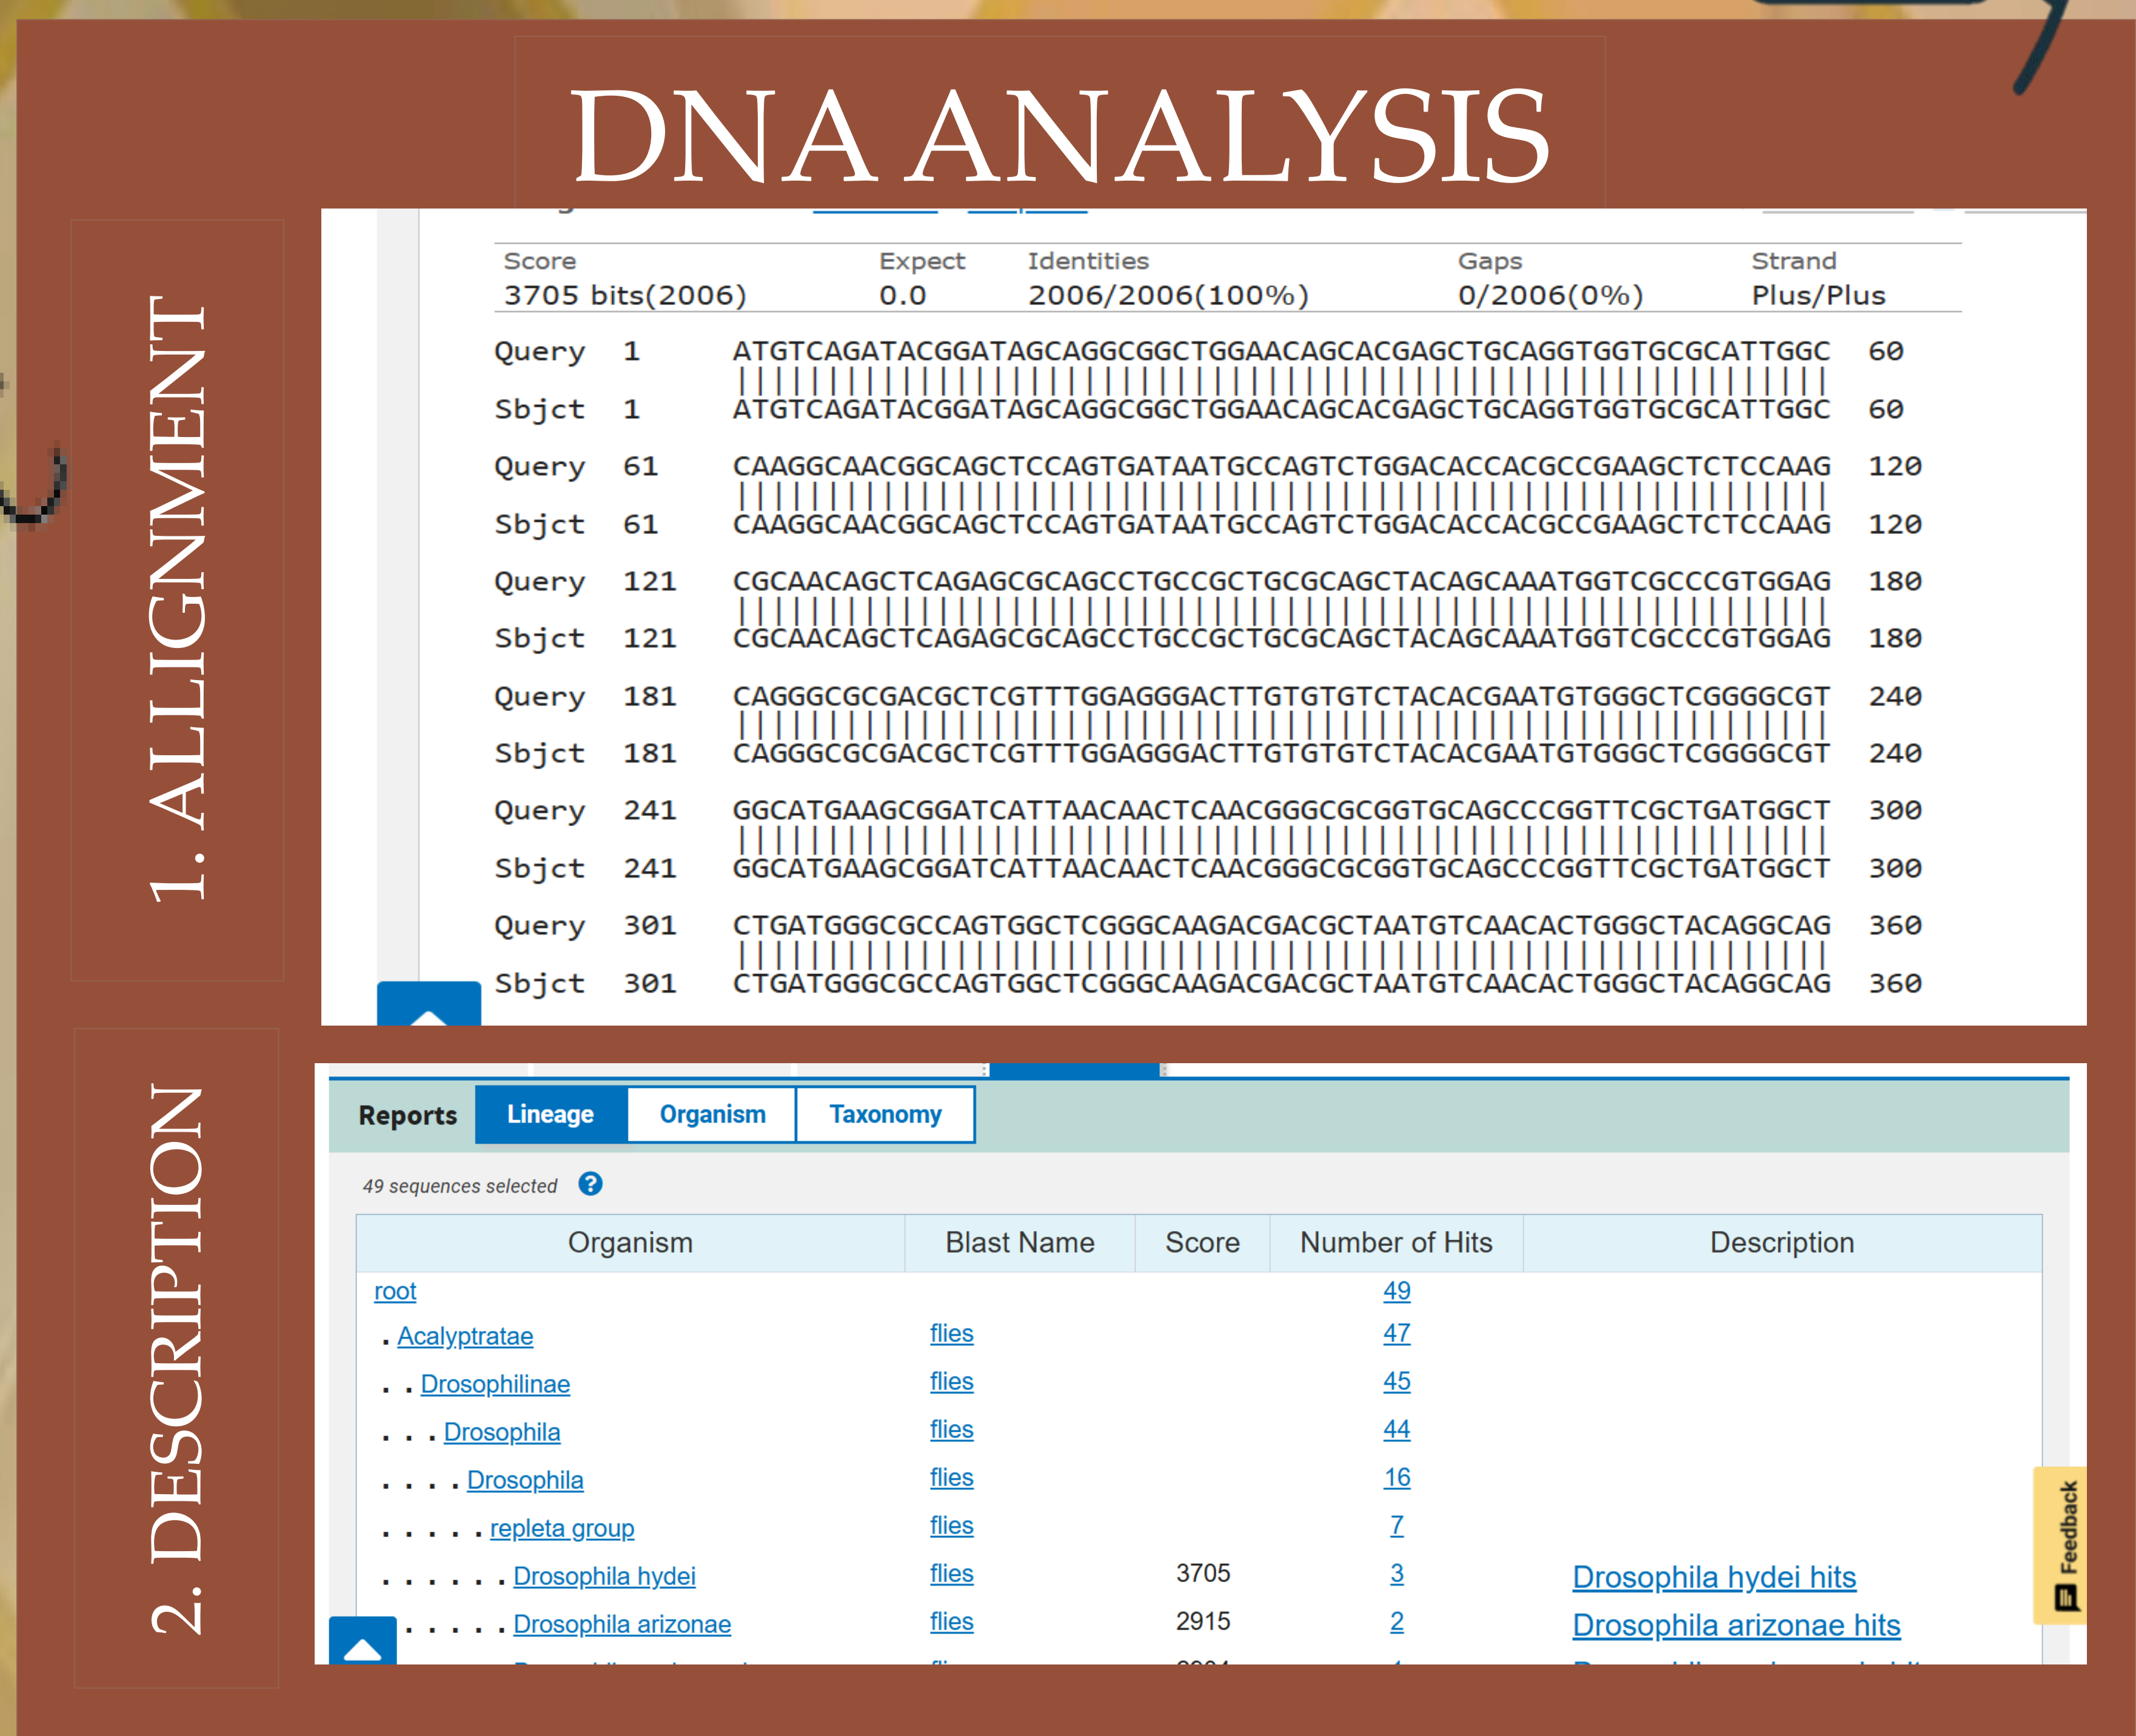 DNA ANALYSIS
1. ALLIGNMENT
Score Expect Identities Gaps Strand
3705 bits(2006) 0.0 2006/2006(100%) 0/2006(0%) Plus/Plus
Query 1 ATGTCAGATACGGATAGCAGGCGGCTGGAACAGCACGAGCTGCAGGTGGTGCGCATTGGC 60
Sbjct 1 ATGTCAGATACGGATAGCAGGCGGCTGGAACAGCACGAGCTGCAGGTGGTGCGCATTGGC 60
Query 61 CAAGGCAACGGCAGCTCCAGTGATAATGCCAGTCTGGACACCACGCCGAAGCTCTCCAAG 120
Sbjct 61 CAAGGCAACGGCAGCTCCAGTGATAATGCCAGTCTGGACACCACGCCGAAGCTCTCCAAG 120
Query 121 CGCAACAGCTCAGAGCGCAGCCTGCCGCTGCGCAGCTACAGCAAATGGTCGCCCGTGGAG 180
Sbjct 121 CGCAACAGCTCAGAGCGCAGCCTGCCGCTGCGCAGCTACAGCAAATGGTCGCCCGTGGAG 180
Query 181 CAGGGCGCGACGCTCGTTTGGAGGGACTTGTGTGTCTACACGAATGTGGGCTCGGGGCGT 240
Sbjct 181 CAGGGCGCGACGCTCGTTTGGAGGGACTTGTGTGTCTACACGAATGTGGGCTCGGGGCGT 240
Query 241 GGCATGAAGCGGATCATTAACAACTCAACGGGCGCGGTGCAGCCCGGTTCGCTGATGGCT 300
Sbjct 241 GGCATGAAGCGGATCATTAACAACTCAACGGGCGCGGTGCAGCCCGGTTCGCTGATGGCT 300
Query 301 CTGATGGGCGCCAGTGGCTCGGGCAAGACGACGCTAATGTCAACACTGGGCTACAGGCAG 360
Sbjct 301 CTGATGGGCGCCAGTGGCTCGGGCAAGACGACGCTAATGTCAACACTGGGCTACAGGCAG 360
2. DESCRIPTION
Reports Lineage Organism Taxonomy
49 sequences selected ?
Organism Blast Name Score Number of Hits Description
root 49
. Acalyptratae flies 47
. . Drosophilinae flies 45
. . . Drosophila flies 44
. . . . Drosophila flies 16
. . . . . repleta group flies 7
. . . . . . Drosophila hydei flies 3705 3 Drosophila hydei hits
. . . . . Drosophila arizonae flies 2915 2 Drosophila arizonae hits
Feedback